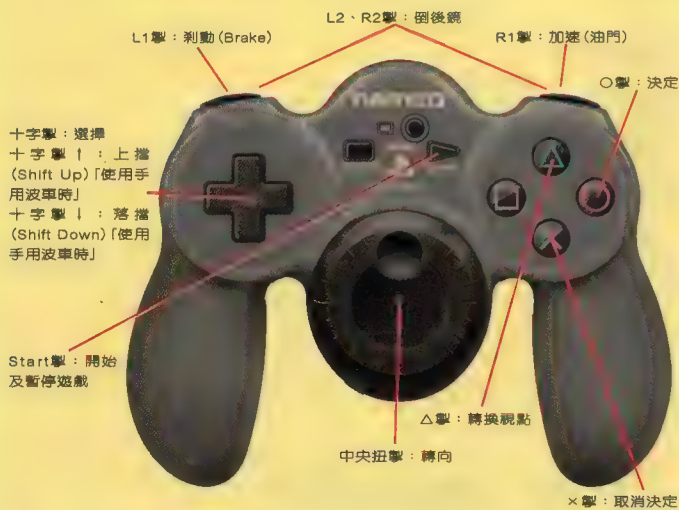 L2、R2掣：倒後鏡
L1掣：剎動(Brake)
R1掣：加速(油門)
○掣：決定
namco
十字掣：選擇
十字掣↑：上擋
(Shift Up)「使用手
用波車時」
十字掣↓：落擋
(Shift Down)「使用
手用波車時」
Start掣：開始
及暫停遊戲
△掣：轉換視點
中央扭掣：轉向
×掣：取消決定